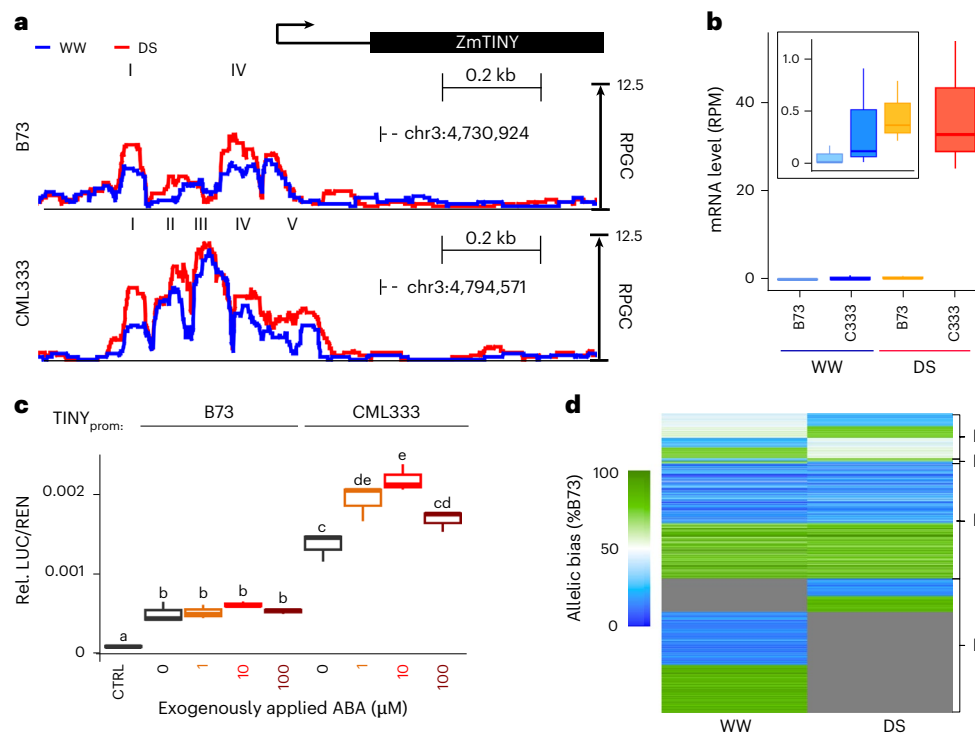 a
WW DS
ZmTINY
I IV
0.2 kb
12.5
B73
chr3:4,730,924
RPGC
I II III IV V
0.2 kb
12.5
CML333
chr3:4,794,571
RPGC
b
mRNA level (RPM)
40
20
0
1.0
0.5
0
B73 C333 B73 C333
WW DS
c
TINYprom: B73 CML333
Rel. LUC/REN
0.002
0.001
0
a b b b b c de e cd
CTRL 0 1 10 100 0 1 10 100
Exogenously applied ABA (µM)
d
Allelic bias (%B73)
100
50
0
WW DS